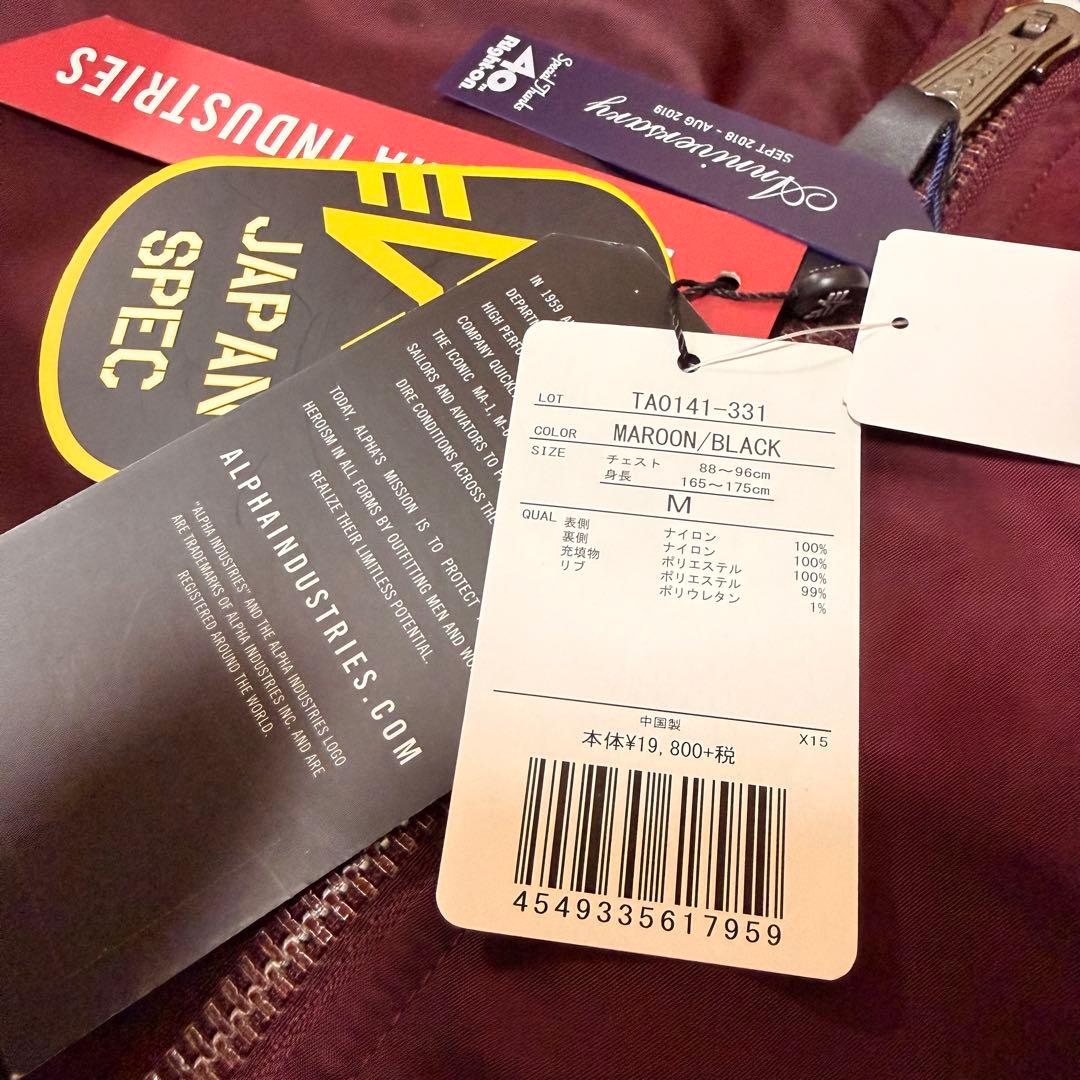 ALPHA INDUSTRIES
40th
Right-on.
Special Thanks
Anniversary
SEPT 2018 - AUG 2019
JAPAN
SPEC
IN 1959
DEPART
HIGH PERFO
COMPANY QUICKL
THE ICONIC MA-1, M-
SAILORS AND AVIATORS TO P
DIRE CONDITIONS ACROSS THE
TODAY, ALPHA'S MISSION IS TO PROTECT
HEROISM IN ALL FORMS BY OUTFITTING MEN AND WO
REALIZE THEIR LIMITLESS POTENTIAL.
ALPHAINDUSTRIES.COM
"ALPHA INDUSTRIES" AND THE ALPHA INDUSTRIES LOGO
ARE TRADEMARKS OF ALPHA INDUSTRIES INC. AND ARE
REGISTERED AROUND THE WORLD.
LOT TA0141-331
COLOR MAROON/BLACK
SIZE チェスト 88～96cm
身長 165～175cm
M
QUAL 表側 ナイロン 100%
裏側 ナイロン 100%
充填物 ポリエステル 100%
リブ ポリエステル 99%
ポリウレタン 1%
中国製
X15
本体¥19,800+税
4549335617959